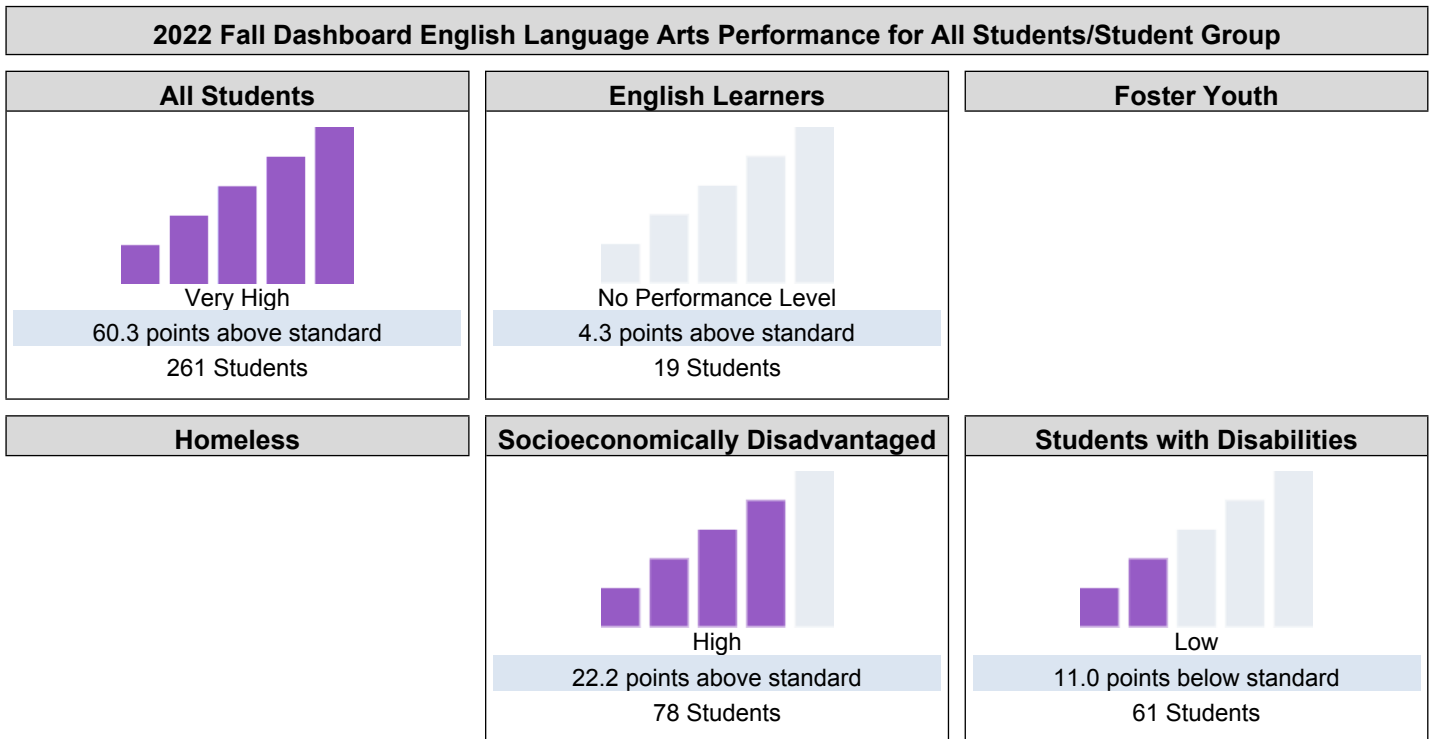 2022 Fall Dashboard English Language Arts Performance for All Students/Student Group
All Students
Very High
60.3 points above standard
261 Students
English Learners
No Performance Level
4.3 points above standard
19 Students
Foster Youth
Homeless
Socioeconomically Disadvantaged
High
22.2 points above standard
78 Students
Students with Disabilities
Low
11.0 points below standard
61 Students